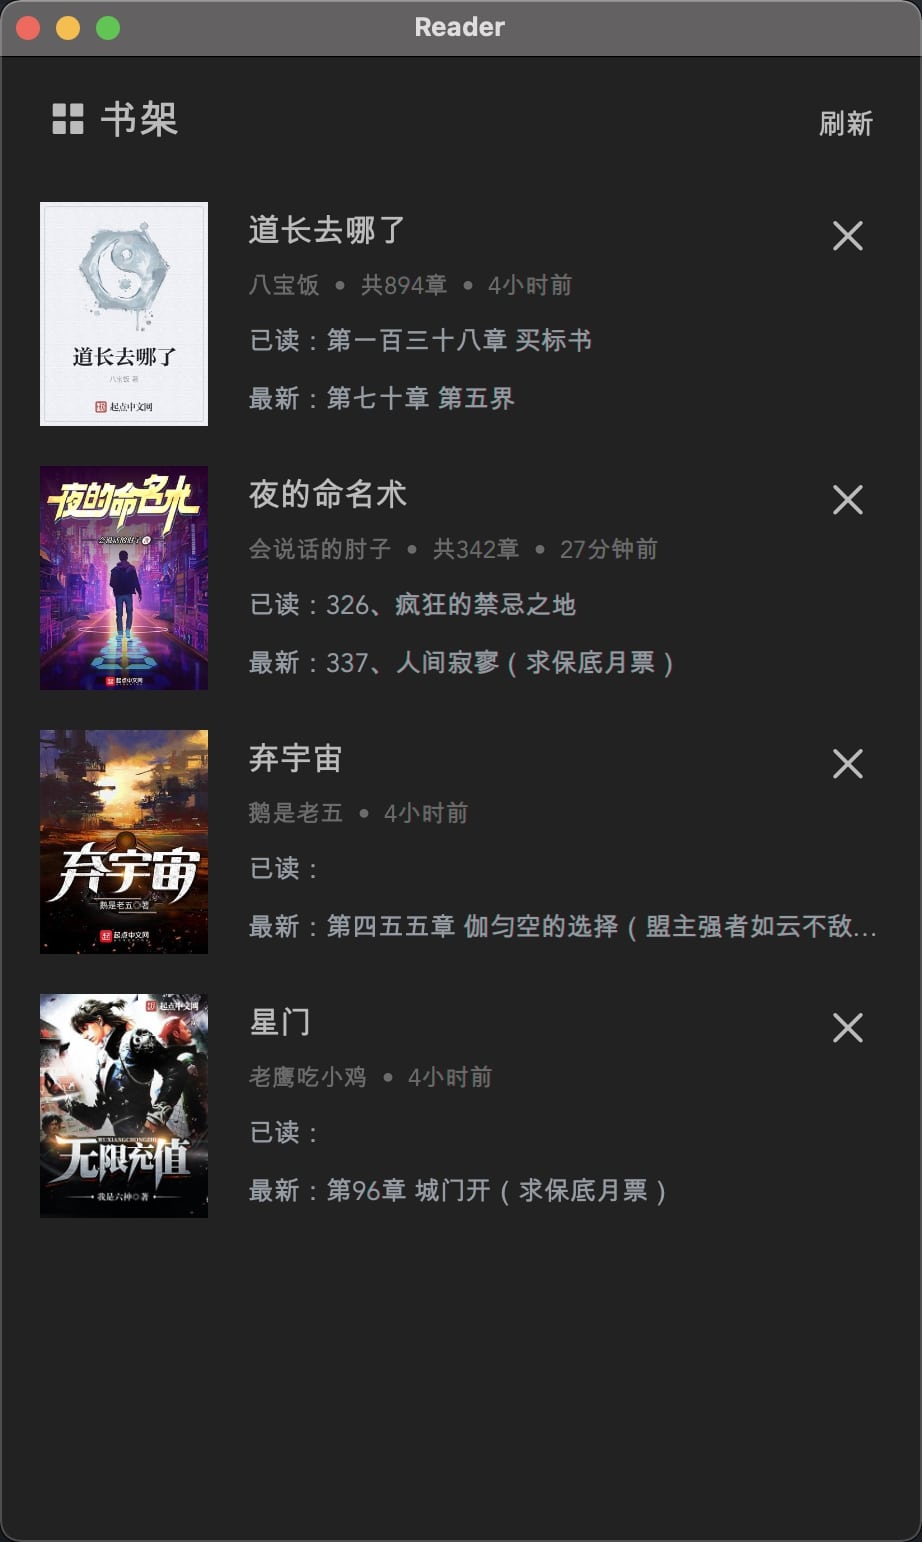 Reader
书架
刷新
道长去哪了
八宝饭 著
起点中文网
道长去哪了
八宝饭 • 共894章 • 4小时前
已读：第一百三十八章 买标书
最新：第七十章 第五界
夜的命名术
会说话的肘子 著
起点中文网
夜的命名术
会说话的肘子 • 共342章 • 27分钟前
已读：326、疯狂的禁忌之地
最新：337、人间寂寥（求保底月票）
弃宇宙
鹅是老五◎著
起点中文网
弃宇宙
鹅是老五 • 4小时前
已读：
最新：第四五五章 伽匀空的选择（盟主强者如云不敌…
起点中文网
WUXIANCHONGZHI
无限充值
我是六神◎著
星门
老鹰吃小鸡 • 4小时前
已读：
最新：第96章 城门开（求保底月票）